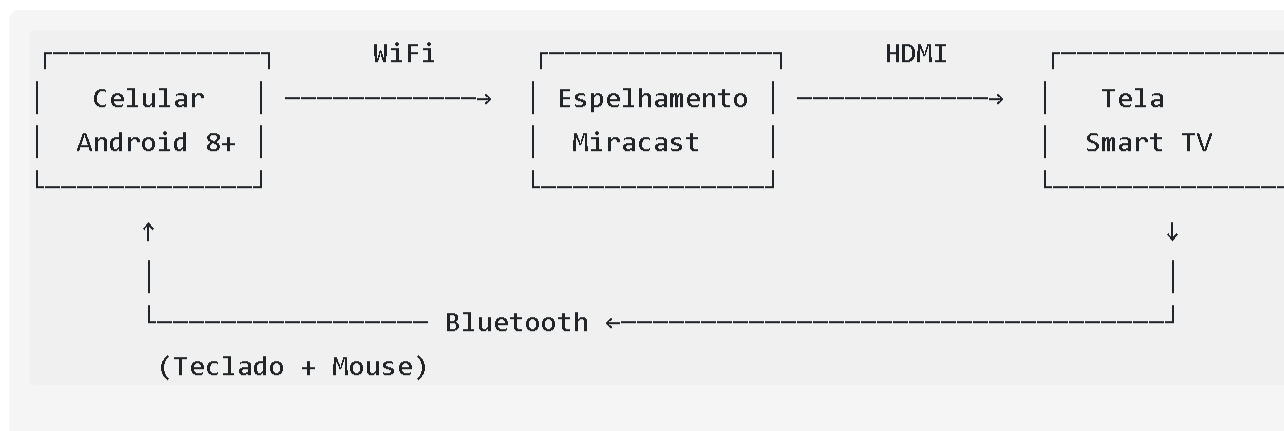 WiFi HDMI
Celular Espelhamento Tela
Android 8+ Miracast Smart TV
Bluetooth
(Teclado + Mouse)